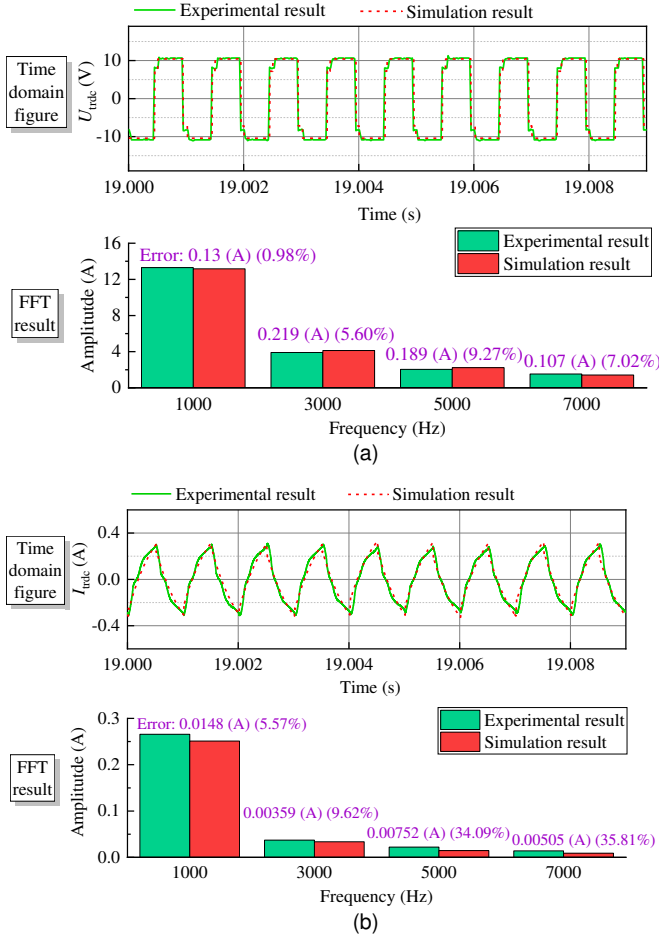 Experimental result
Simulation result
Time
domain
figure
U_trdc (V)
10
0
-10
19.000
19.002
19.004
19.006
19.008
Time (s)
Experimental result
Simulation result
FFT
result
Amplitutde (A)
16
12
8
4
0
Error: 0.13 (A) (0.98%)
0.219 (A) (5.60%)
0.189 (A) (9.27%)
0.107 (A) (7.02%)
1000
3000
5000
7000
Frequency (Hz)
(a)
Experimental result
Simulation result
Time
domain
figure
I_trdc (A)
0.4
0.0
-0.4
19.000
19.002
19.004
19.006
19.008
Time (s)
Experimental result
Simulation result
FFT
result
Amplitutde (A)
0.3
0.2
0.1
0.0
Error: 0.0148 (A) (5.57%)
0.00359 (A) (9.62%)
0.00752 (A) (34.09%)
0.00505 (A) (35.81%)
1000
3000
5000
7000
Frequency (Hz)
(b)